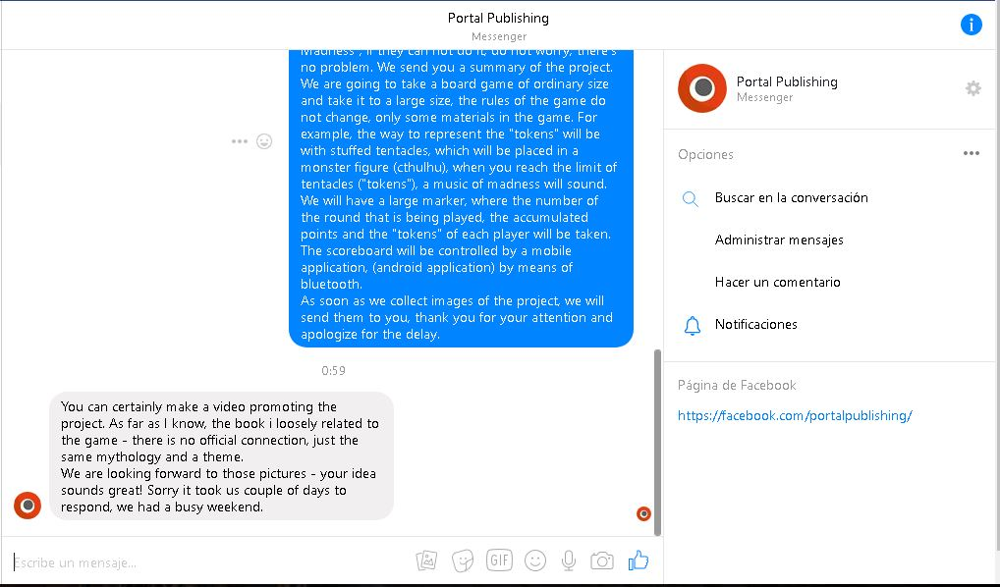 Portal Publishing
Messenger
Madness", if they can not do it, do not worry, there's
no problem. We send you a summary of the project.
We are going to take a board game of ordinary size
and take it to a large size, the rules of the game do
not change, only some materials in the game. For
example, the way to represent the "tokens" will be
with stuffed tentacles, which will be placed in a
monster figure (cthulhu), when you reach the limit of
tentacles ("tokens"), a music of madness will sound.
We will have a large marker, where the number of
the round that is being played, the accumulated
points and the "tokens" of each player will be taken.
The scoreboard will be controlled by a mobile
application, (android application) by means of
bluetooth.
As soon as we collect images of the project, we will
send them to you, thank you for your attention and
apologize for the delay.
0:59
You can certainly make a video promoting the
project. As far as I know, the book i loosely related to
the game - there is no official connection, just the
same mythology and a theme.
We are looking forward to those pictures - your idea
sounds great! Sorry it took us couple of days to
respond, we had a busy weekend.
Escribe un mensaje...
GIF
Portal Publishing
Messenger
Opciones
Buscar en la conversación
Administrar mensajes
Hacer un comentario
Notificaciones
Página de Facebook
https://facebook.com/portalpublishing/